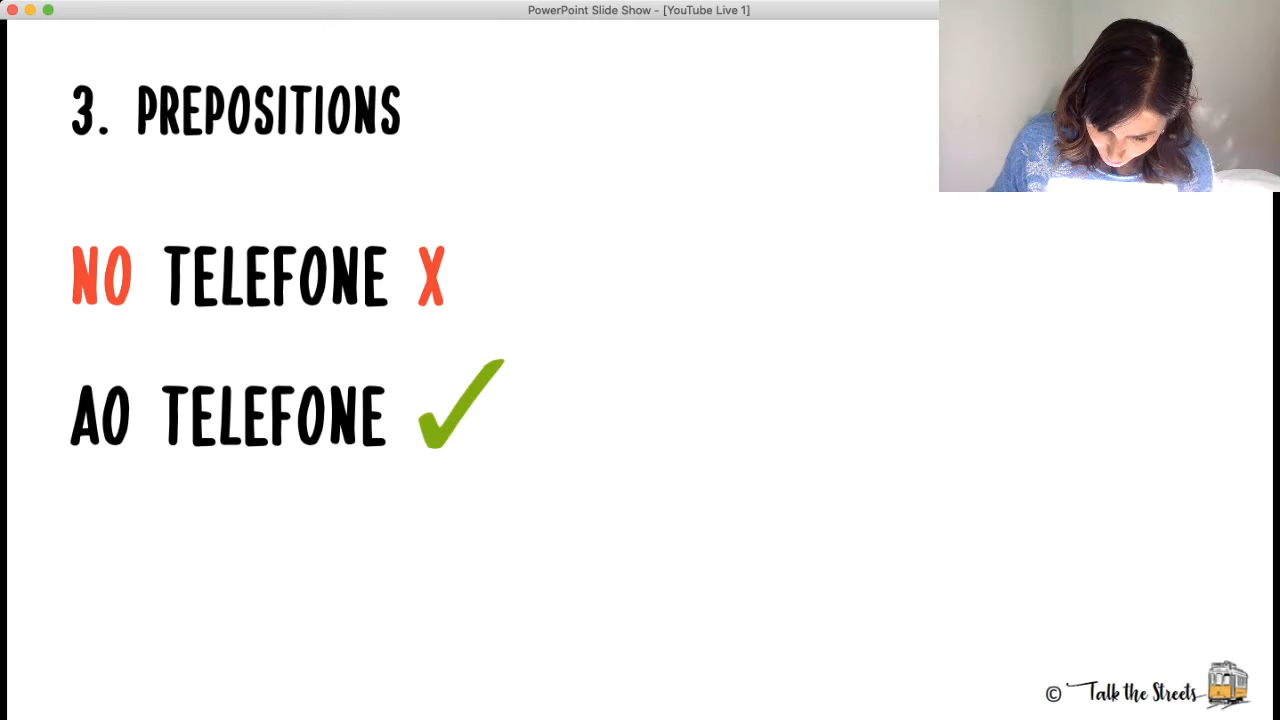 PowerPoint Slide Show - [YouTube Live 1]
3. PREPOSITIONS
NO TELEFONE X
AO TELEFONE
© Talk the Streets